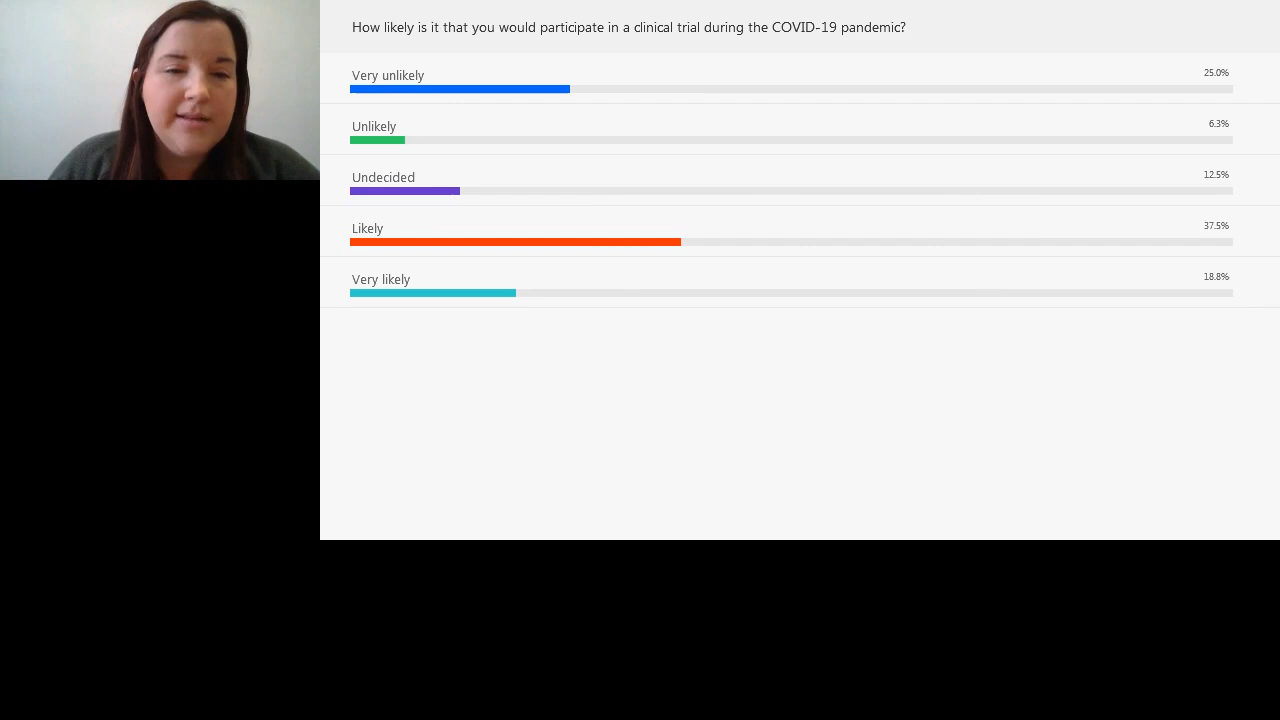 How likely is it that you would participate in a clinical trial during the COVID-19 pandemic?
Very unlikely 25.0%
Unlikely 6.3%
Undecided 12.5%
Likely 37.5%
Very likely 18.8%